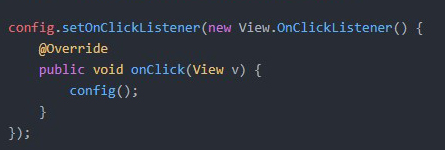 config.setOnClickListener(new View.OnClickListener() {
    @Override
    public void onClick(View v) {
        config();
    }
});